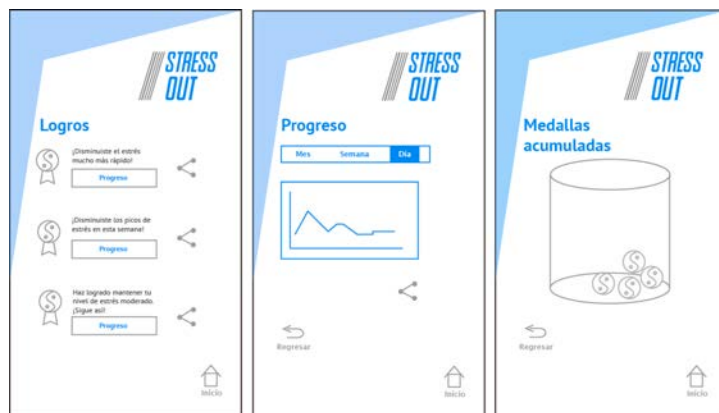 STRESS
OUT
Logros
¡Disminuiste el estrés
mucho más rápido!
Progreso
¡Disminuiste los picos de
estrés en esta semana!
Progreso
Haz logrado mantener tu
nivel de estrés moderado.
¡Sigue así!
Progreso
Inicio
STRESS
OUT
Progreso
Mes Semana Día
Regresar
Inicio
STRESS
OUT
Medallas
acumuladas
Regresar
Inicio